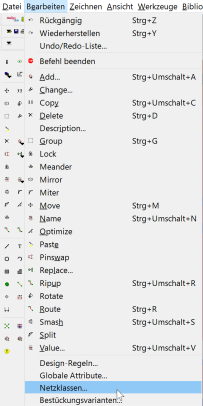 Datei Bearbeiten Zeichnen Ansicht Werkzeuge
Rückgängig Strg+Z
Wiederherstellen Strg+Y
Undo/Redo-Liste...
Befehl beenden
Add... Strg+Umschalt+A
Change...
Copy Strg+Umschalt+C
Delete Strg+D
Description...
Group Strg+G
Lock
Meander
Mirror
Miter
Move Strg+M
Name Strg+Umschalt+N
Optimize
Paste
Pinswap
Replace...
Ripup Strg+Umschalt+R
Rotate
Route Strg+R
Smash Strg+Umschalt+S
Split
Value... Strg+Umschalt+V
Design-Regeln...
Globale Attribute...
Netzklassen...
Bestückungsvarianten...